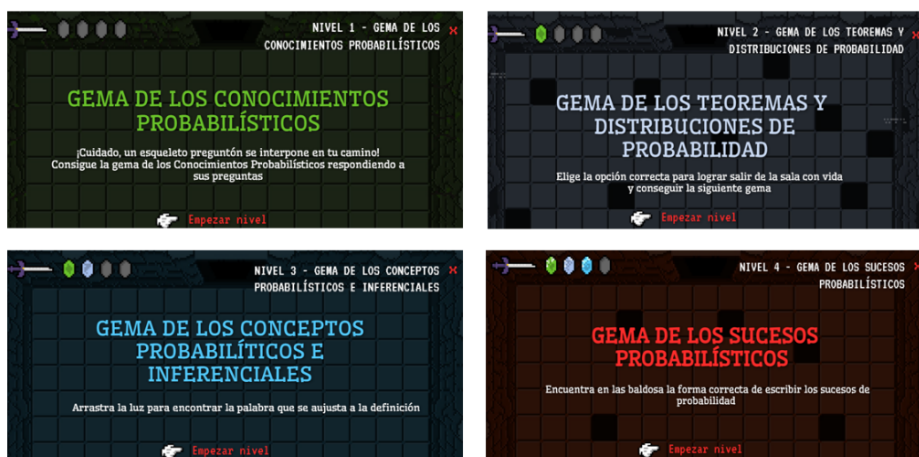 NIVEL 1 - GEMA DE LOS
CONOCIMIENTOS PROBABILÍSTICOS
GEMA DE LOS CONOCIMIENTOS
PROBABILÍSTICOS
¡Cuidado, un esqueleto preguntón se interpone en tu camino!
Consigue la gema de los Conocimientos Probabilísticos respondiendo a
sus preguntas
Empezar nivel
NIVEL 2 - GEMA DE LOS TEOREMAS Y
DISTRIBUCIONES DE PROBABILIDAD
GEMA DE LOS TEOREMAS Y
DISTRIBUCIONES DE
PROBABILIDAD
Elige la opción correcta para lograr salir de la sala con vida
y conseguir la siguiente gema
Empezar nivel
NIVEL 3 - GEMA DE LOS CONCEPTOS
PROBABILÍSTICOS E INFERENCIALES
GEMA DE LOS CONCEPTOS
PROBABILÍTICOS E
INFERENCIALES
Arrastra la luz para encontrar la palabra que se aujusta a la definición
Empezar nivel
NIVEL 4 - GEMA DE LOS SUCESOS
PROBABILÍSTICOS
GEMA DE LOS SUCESOS
PROBABILÍSTICOS
Encuentra en las baldosa la forma correcta de escribir los sucesos de
probabilidad
Empezar nivel